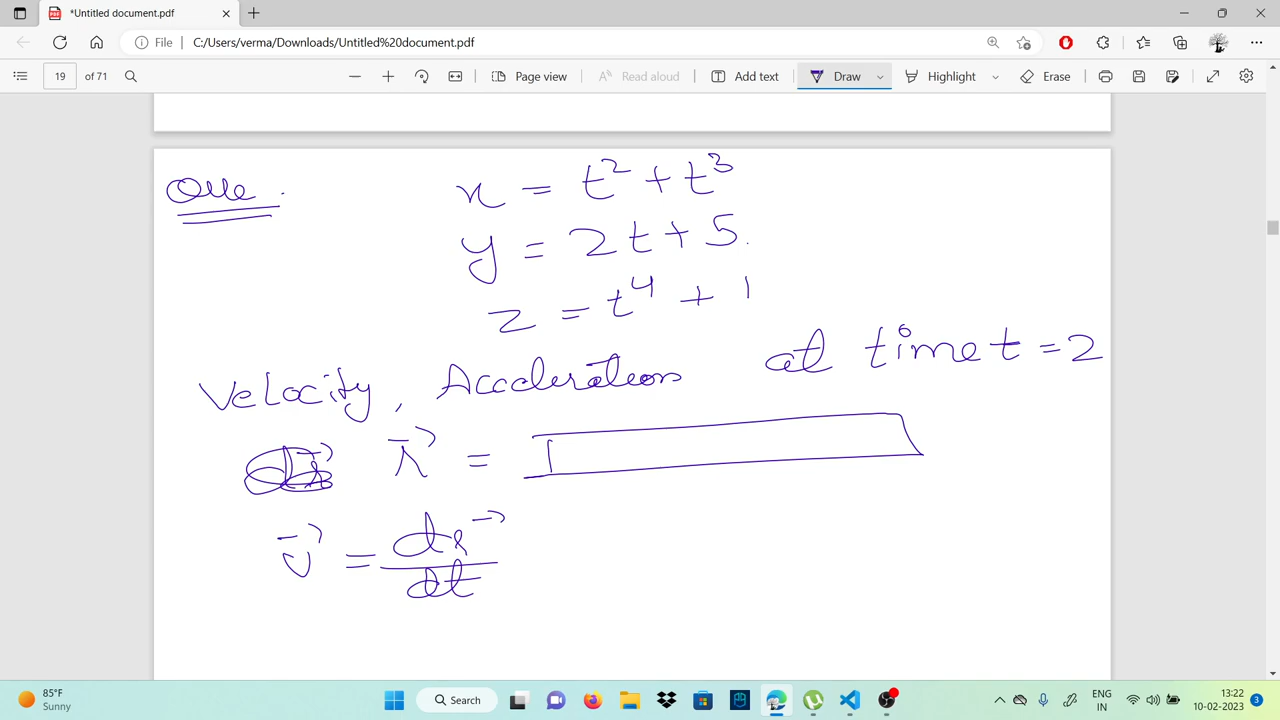 *Untitled document.pdf
File C:/Users/verma/Downloads/Untitled%20document.pdf
19 of 71 Page view Read aloud Add text Draw Highlight Erase
Que.
x = t² + t³
y = 2t + 5.
z = t⁴ + 1
Velocity, Acceleration at time t = 2
r⃗ =
v⃗ = dr⃗/dt
85°F
Sunny
Search
ENG
IN
13:22
10-02-2023
3